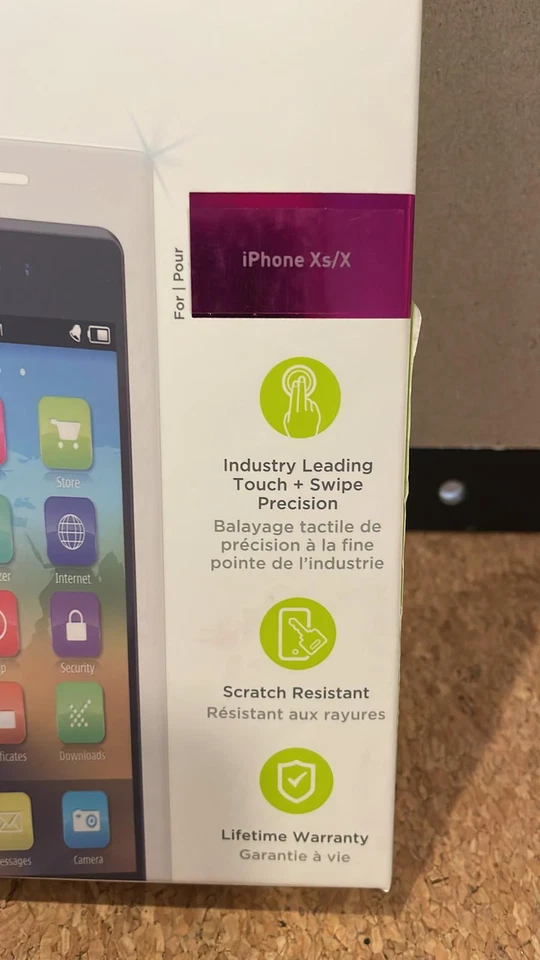 For | Pour
iPhone Xs/X
Store
Internet
Security
Downloads
Camera
Industry Leading
Touch + Swipe
Precision
Balayage tactile de
précision à la fine
pointe de l'industrie
Scratch Resistant
Résistant aux rayures
Lifetime Warranty
Garantie à vie